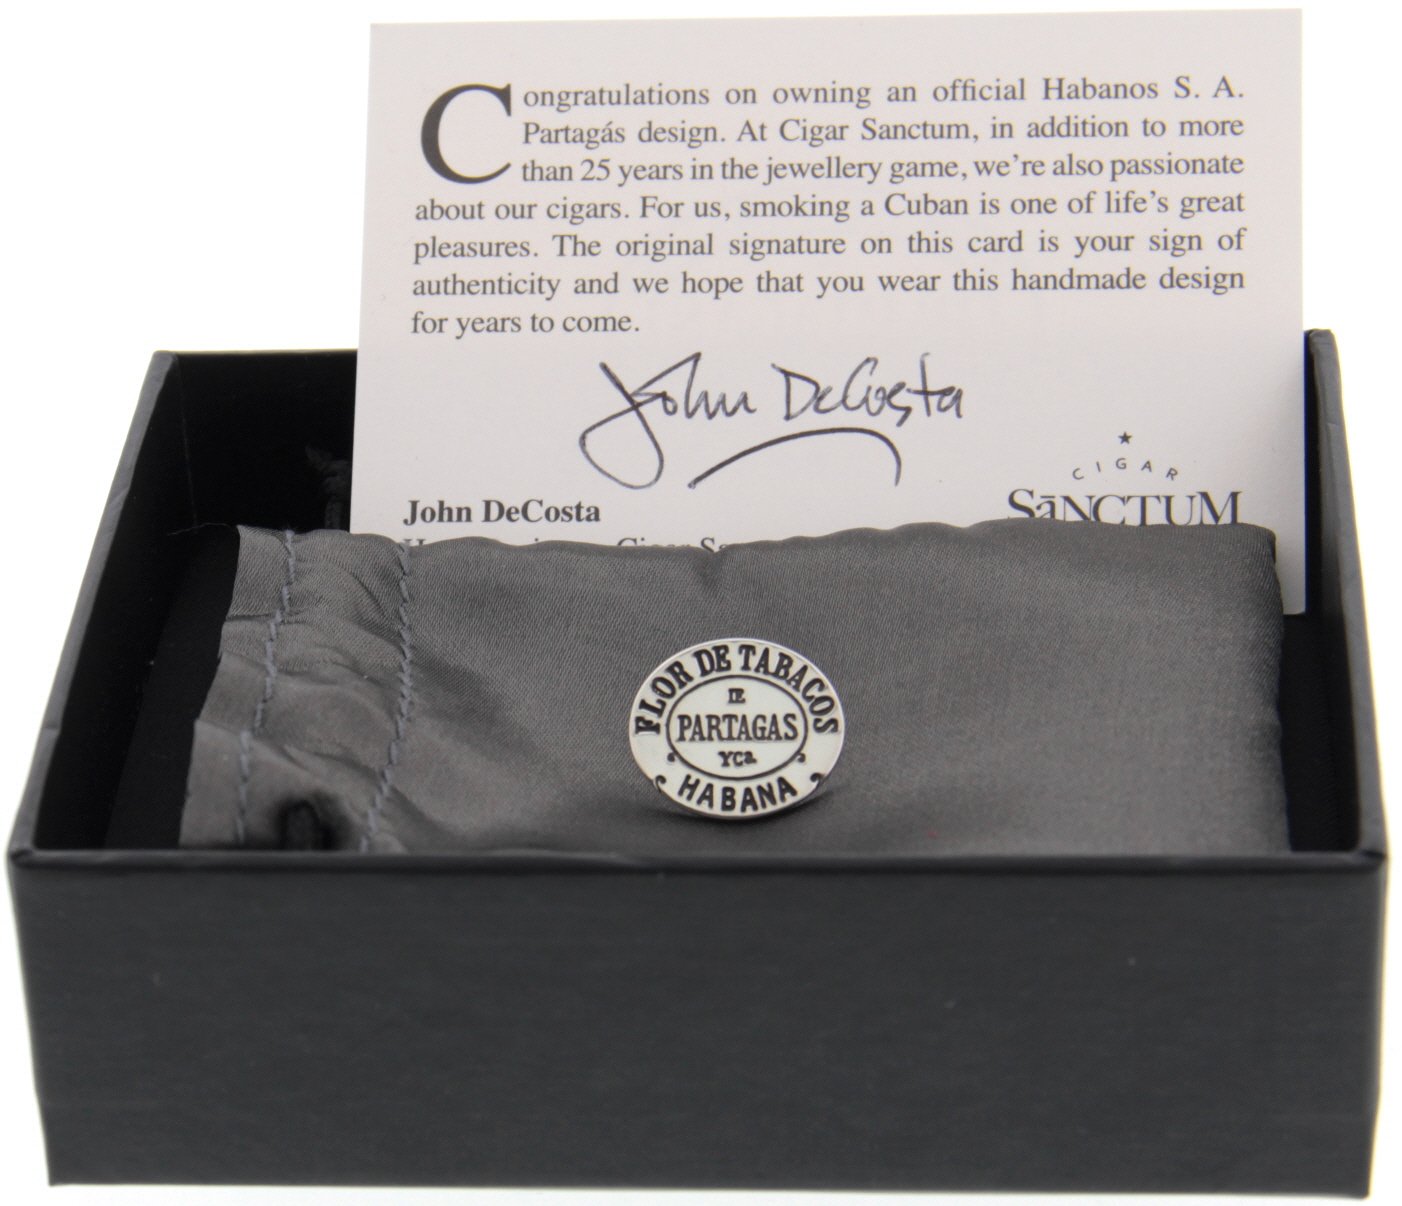 Congratulations on owning an official Habanos S. A.
Partagás design. At Cigar Sanctum, in addition to more
than 25 years in the jewellery game, we're also passionate
about our cigars. For us, smoking a Cuban is one of life's great
pleasures. The original signature on this card is your sign of
authenticity and we hope that you wear this handmade design
for years to come.
John DeCosta
CIGAR
SāNCTUM
John DeCosta
FLOR DE TABACOS
DE
PARTAGAS
YCa
HABANA